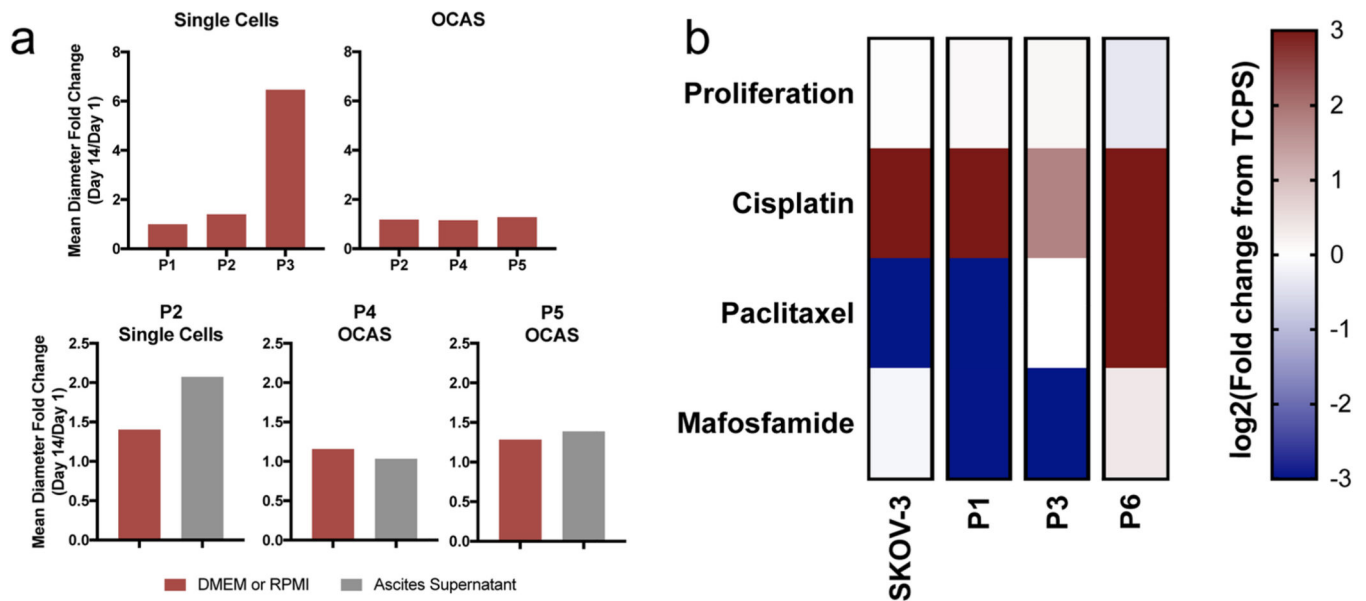 a
Single Cells
OCAS
Mean Diameter Fold Change
(Day 14/Day 1)
8
6
4
2
0
P1 P2 P3
8
6
4
2
0
P2 P4 P5
P2
Single Cells
P4
OCAS
P5
OCAS
Mean Diameter Fold Change
(Day 14/Day 1)
2.5
2.0
1.5
1.0
0.5
0.0
2.5
2.0
1.5
1.0
0.5
0.0
2.5
2.0
1.5
1.0
0.5
0.0
DMEM or RPMI
Ascites Supernatant
b
Proliferation
Cisplatin
Paclitaxel
Mafosfamide
SKOV-3
P1
P3
P6
log2(Fold change from TCPS)
3
2
1
0
-1
-2
-3